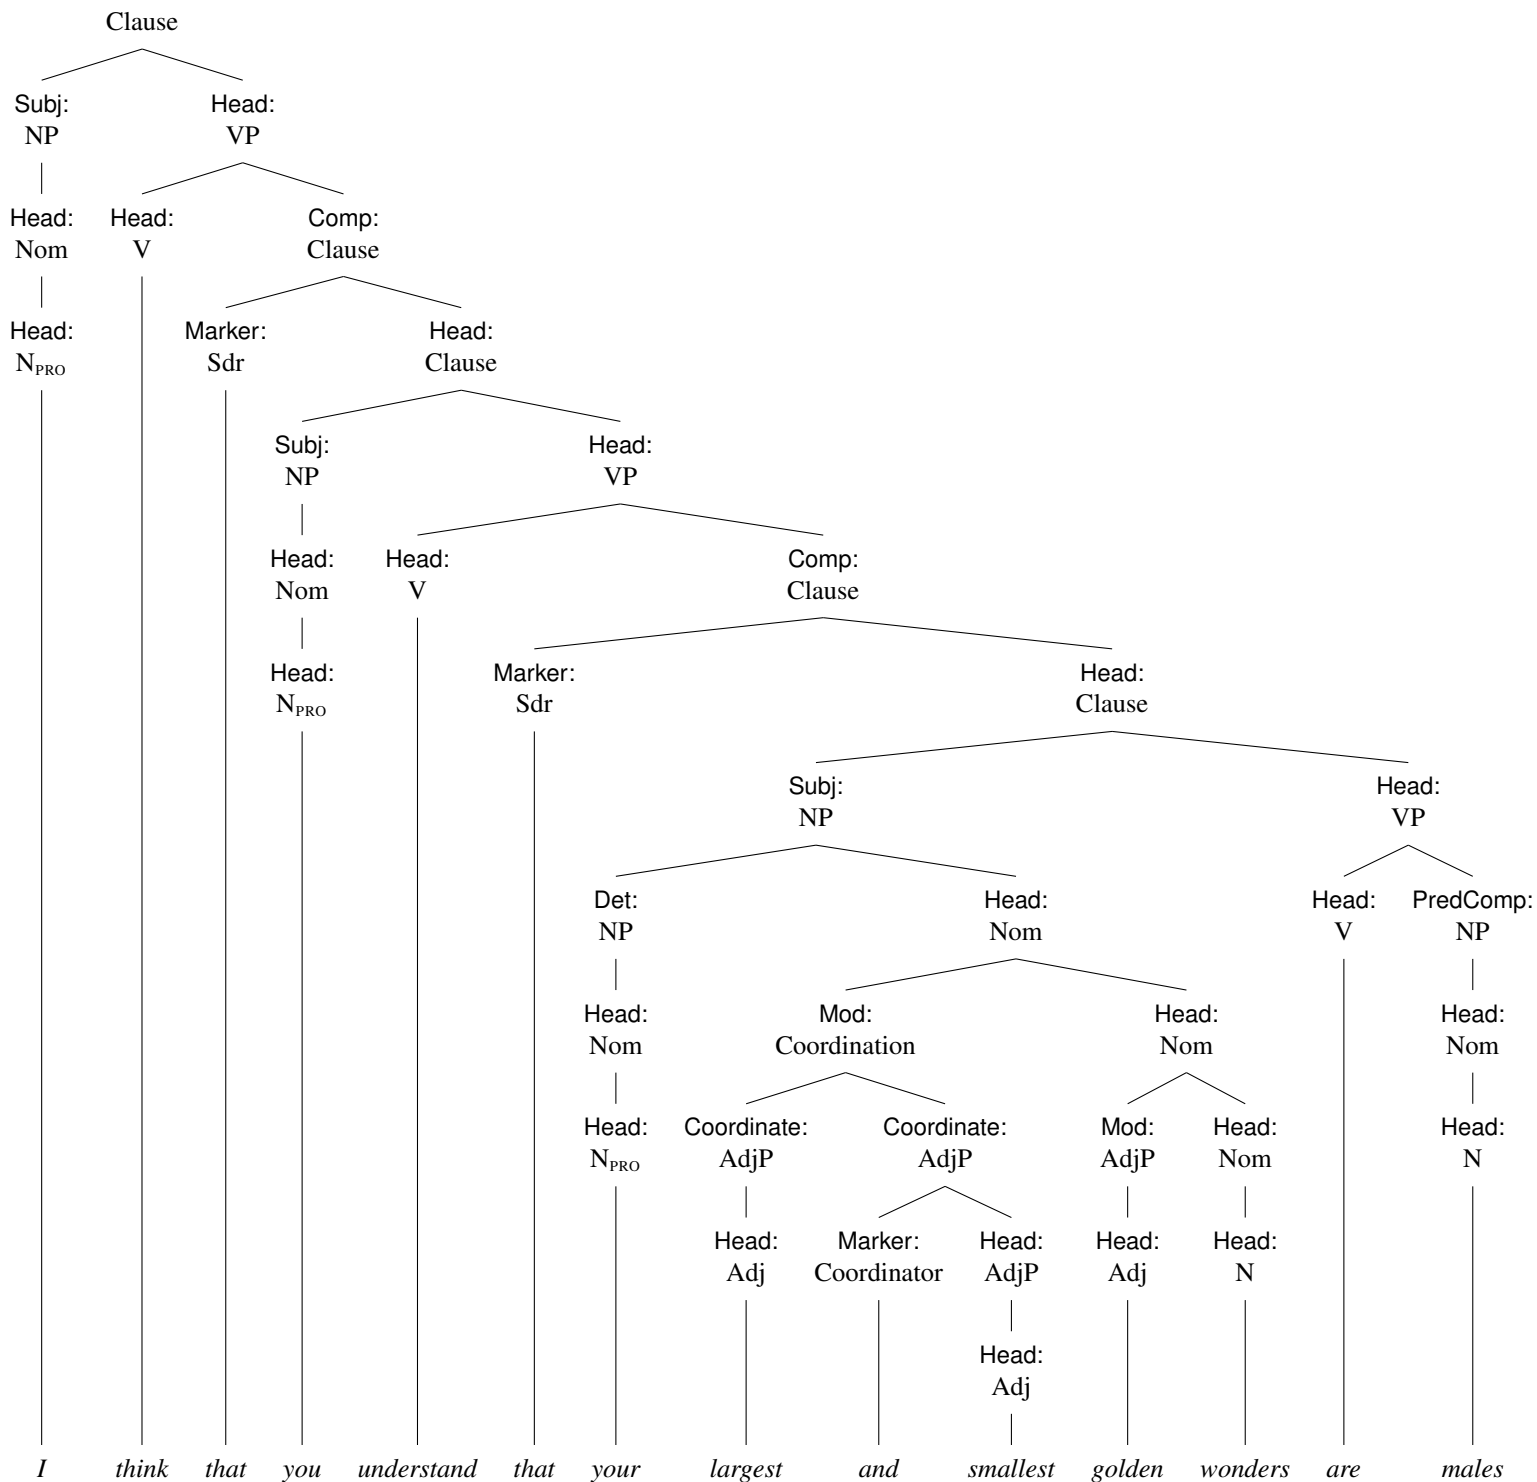 Clause
Subj: Head:
NP VP
Head: Head: Comp:
Nom V Clause
Head: Marker: Head:
N_PRO Sdr Clause
Subj: Head:
NP VP
Head: Head: Comp:
Nom V Clause
Head: Marker: Head:
N_PRO Sdr Clause
Subj: Head:
NP VP
Det: Head: Head: PredComp:
NP Nom V NP
Head: Mod: Head: Head:
Nom Coordination Nom Nom
Head: Coordinate: Coordinate: Mod: Head: Head:
N_PRO AdjP AdjP AdjP Nom N
Head: Marker: Head: Head: Head:
Adj Coordinator AdjP Adj N
Head:
Adj
I think that you understand that your largest and smallest golden wonders are males